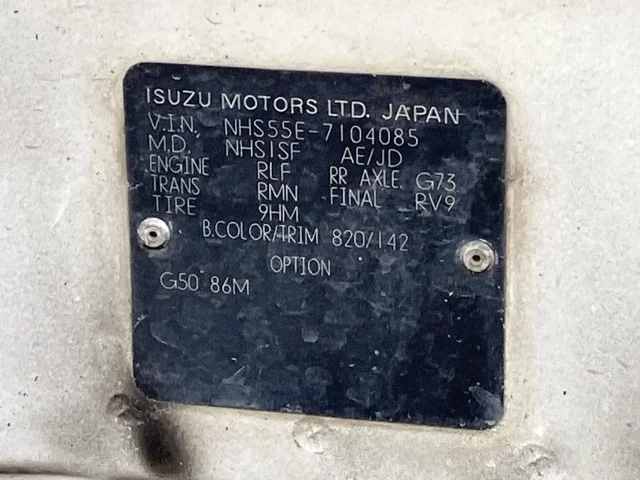 ISUZU MOTORS LTD. JAPAN
V.I.N. NHS55E-7104085
M.D. NHS1SF AE/JD
ENGINE RLF RR AXLE G73
TRANS RMN FINAL RV9
TIRE 9HM
B.COLOR/TRIM 820/142
OPTION
G50 86M